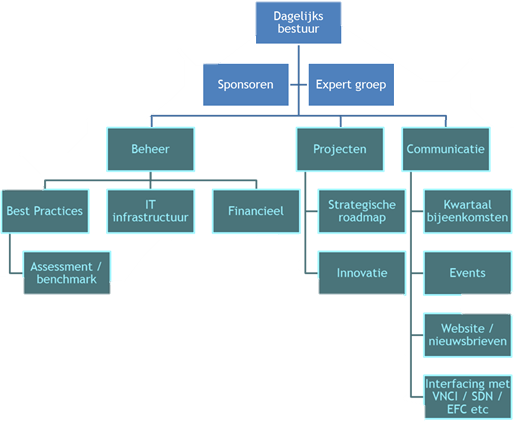 Dagelijks
bestuur
Sponsoren
Expert groep
Beheer
Projecten
Communicatie
Best Practices
IT
infrastructuur
Financieel
Strategische
roadmap
Kwartaal
bijeenkomsten
Assessment /
benchmark
Innovatie
Events
Website /
nieuwsbrieven
Interfacing met
VNCI / SDN /
EFC etc